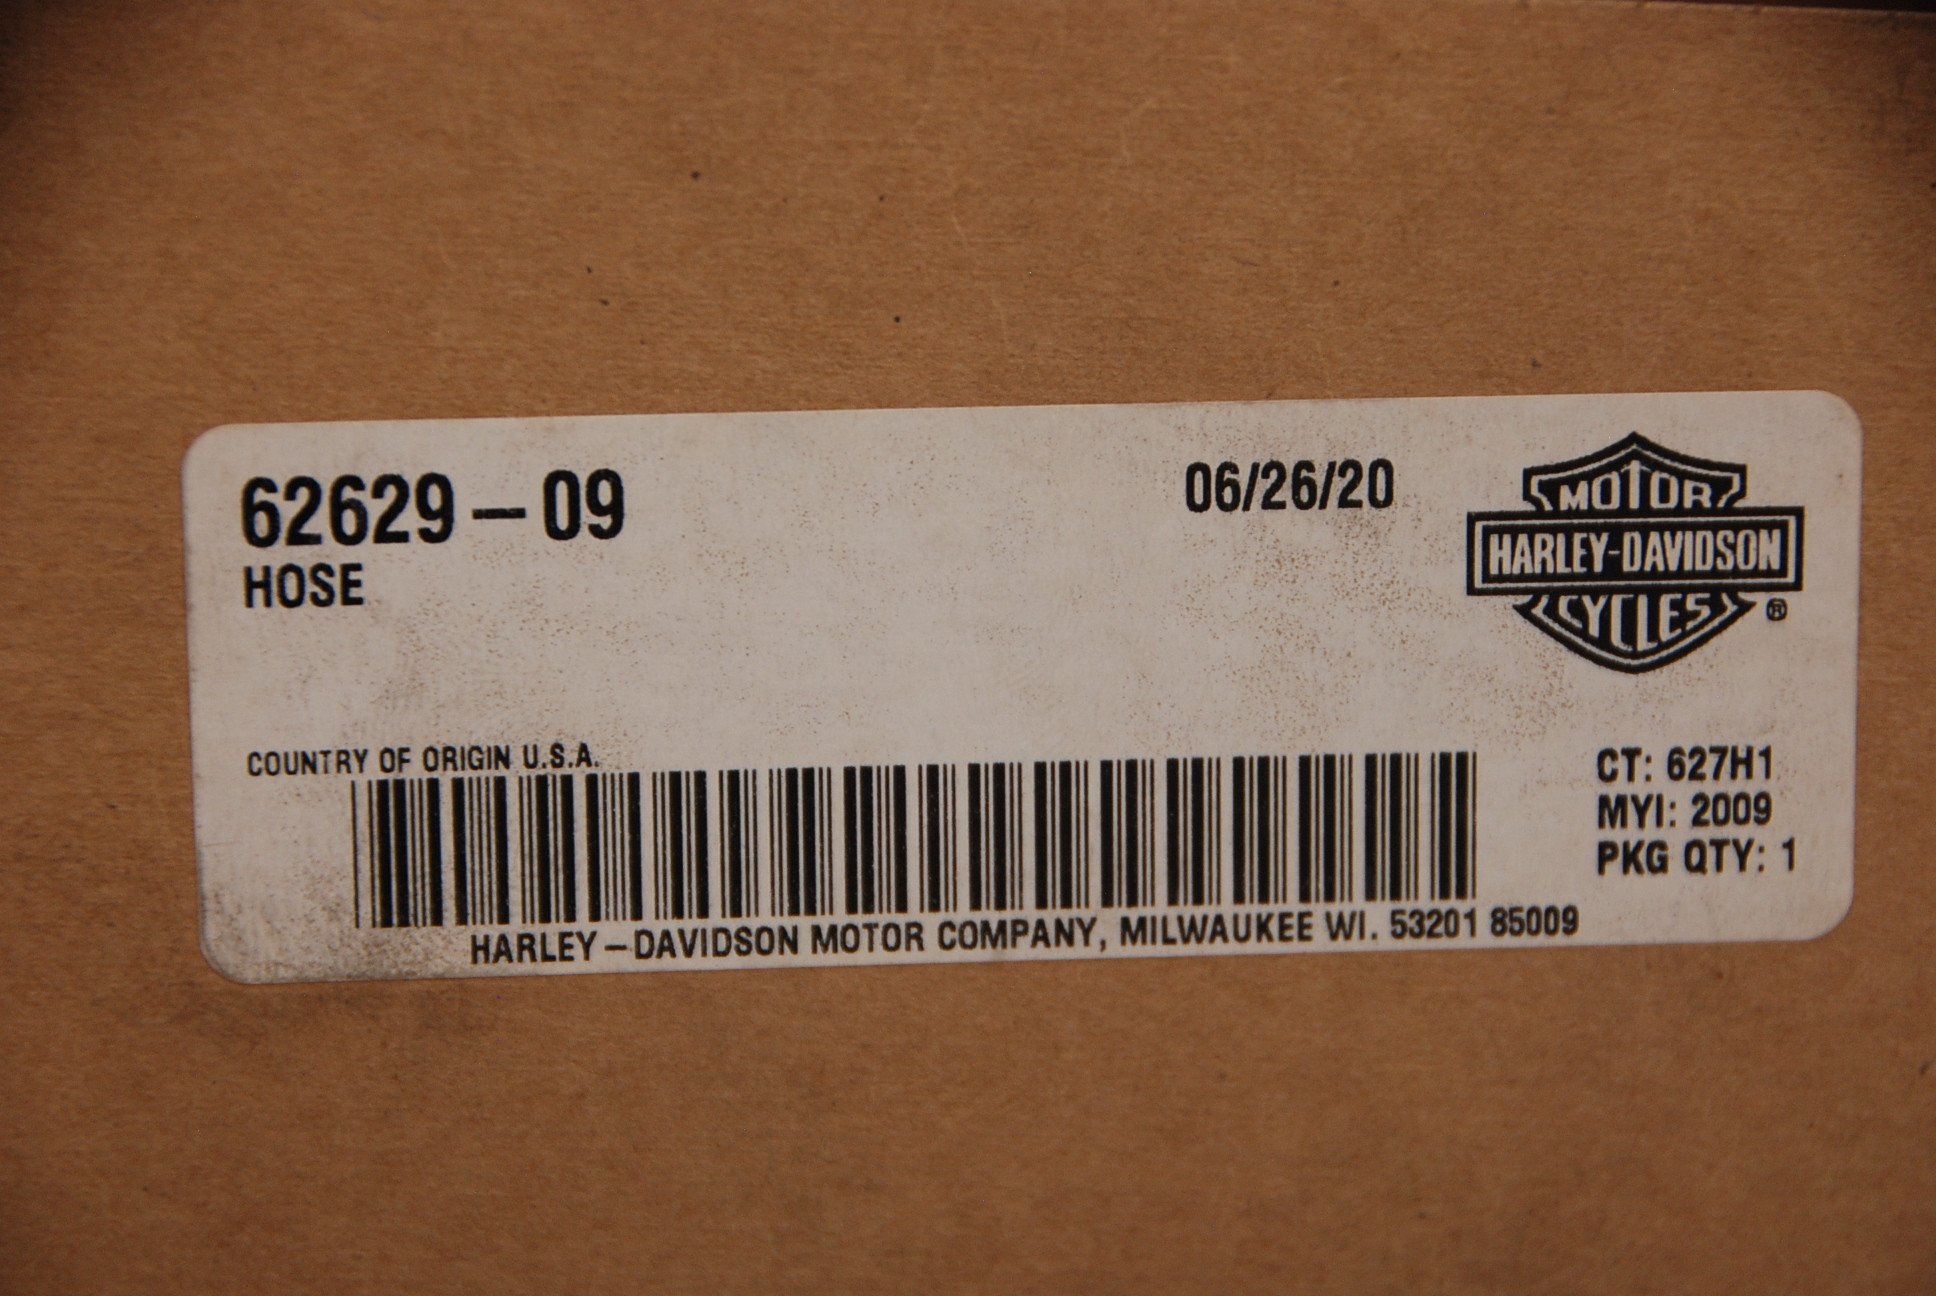 62629-09
HOSE
06/26/20
MOTOR
HARLEY-DAVIDSON
CYCLES ®
COUNTRY OF ORIGIN U.S.A.
CT: 627H1
MYI: 2009
PKG QTY: 1
HARLEY-DAVIDSON MOTOR COMPANY, MILWAUKEE WI. 53201 85009